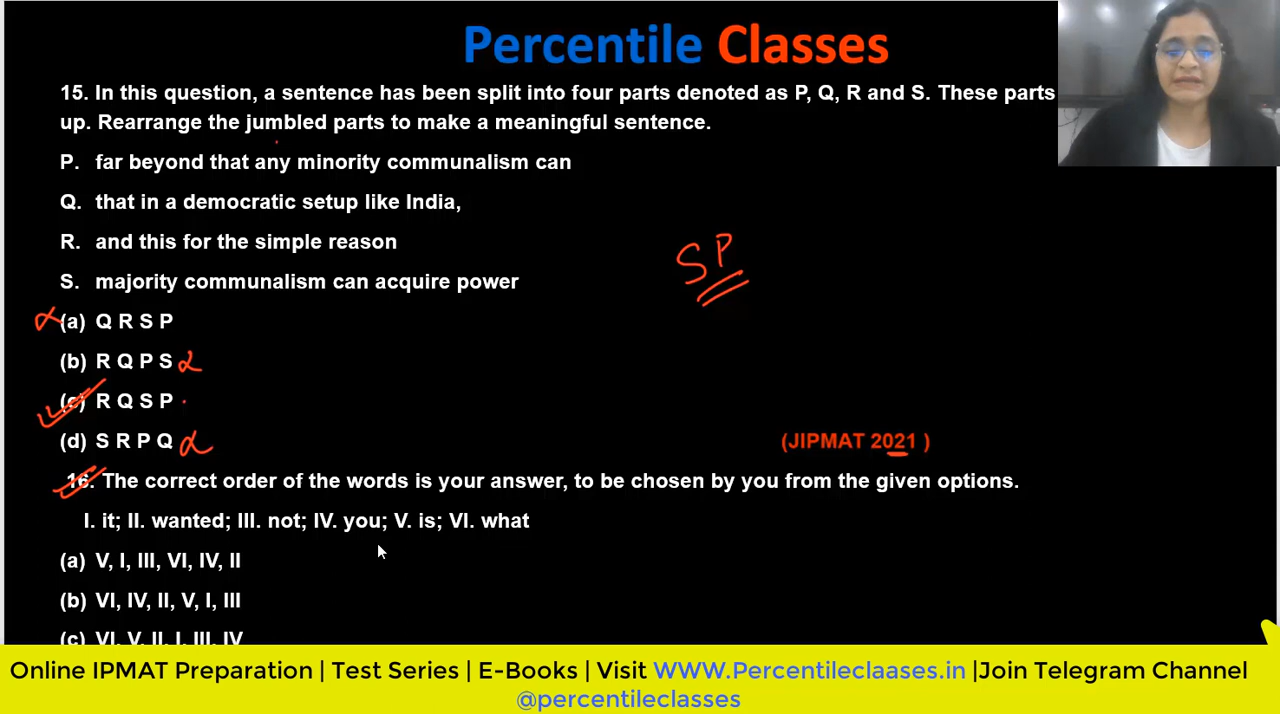 Percentile Classes
15. In this question, a sentence has been split into four parts denoted as P, Q, R and S. These parts
up. Rearrange the jumbled parts to make a meaningful sentence.
P. far beyond that any minority communalism can
Q. that in a democratic setup like India,
R. and this for the simple reason
S. majority communalism can acquire power
SP
(a) Q R S P
(b) R Q P S
(c) R Q S P
(d) S R P Q
(JIPMAT 2021 )
16. The correct order of the words is your answer, to be chosen by you from the given options.
I. it; II. wanted; III. not; IV. you; V. is; VI. what
(a) V, I, III, VI, IV, II
(b) VI, IV, II, V, I, III
(c) VI, V, II, I, III, IV
Online IPMAT Preparation | Test Series | E-Books | Visit WWW.Percentileclaases.in |Join Telegram Channel
@percentileclasses